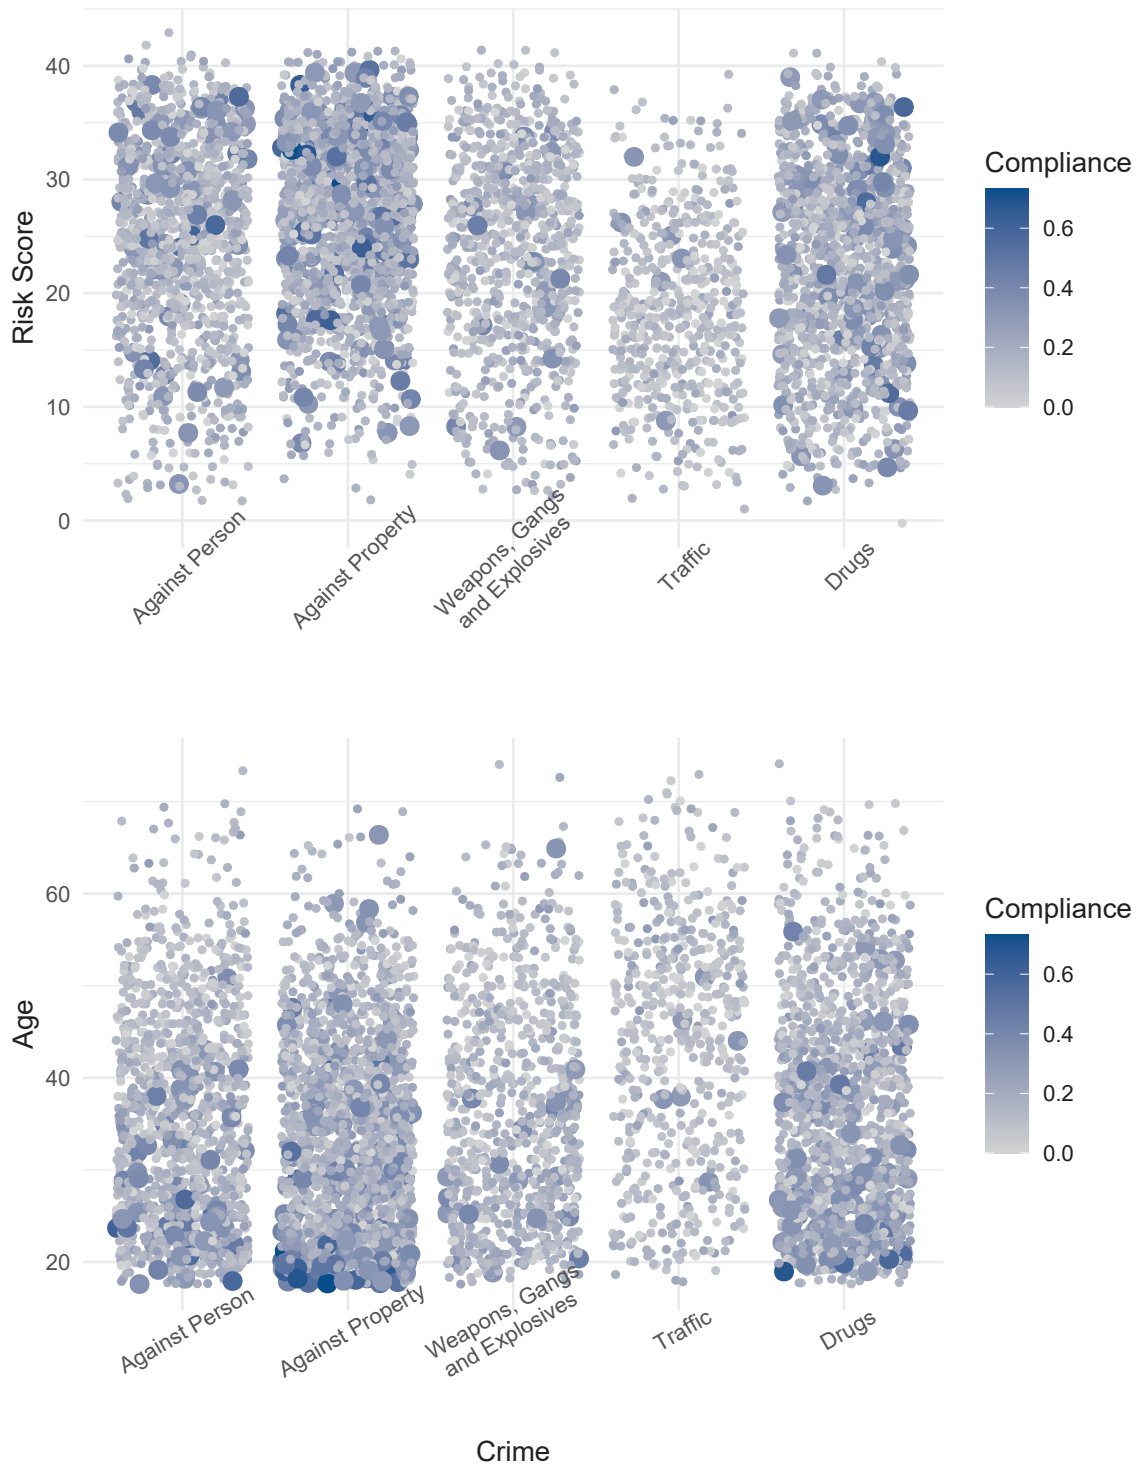 Risk Score
40
30
20
10
0
Against Person
Against Property
Weapons, Gangs
and Explosives
Traffic
Drugs
Compliance
0.6
0.4
0.2
0.0
Age
60
40
20
Against Person
Against Property
Weapons, Gangs
and Explosives
Traffic
Drugs
Compliance
0.6
0.4
0.2
0.0
Crime